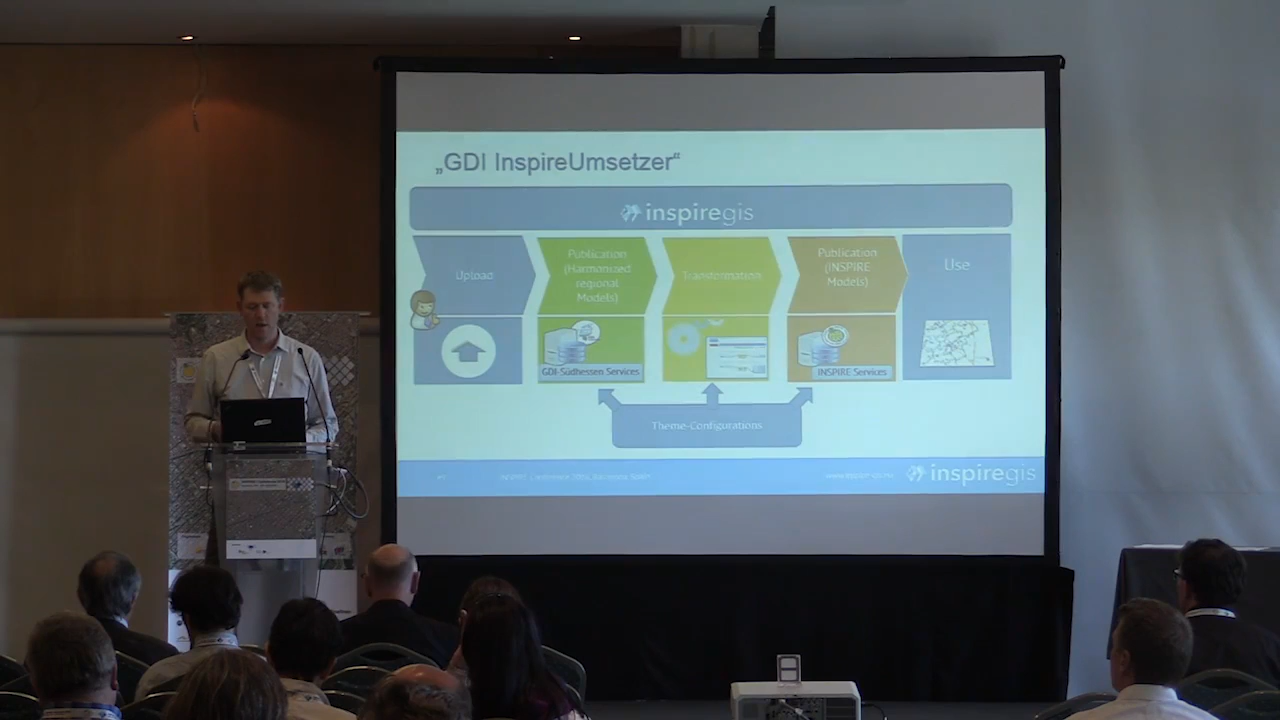 „GDI InspireUmsetzer“
inspiregis
Upload
Publication
(Harmonized
regional
Models)
Transformation
Publication
(INSPIRE
Models)
Use
GDI-Südhessen Services
INSPIRE Services
Theme-Configurations
inspiregis